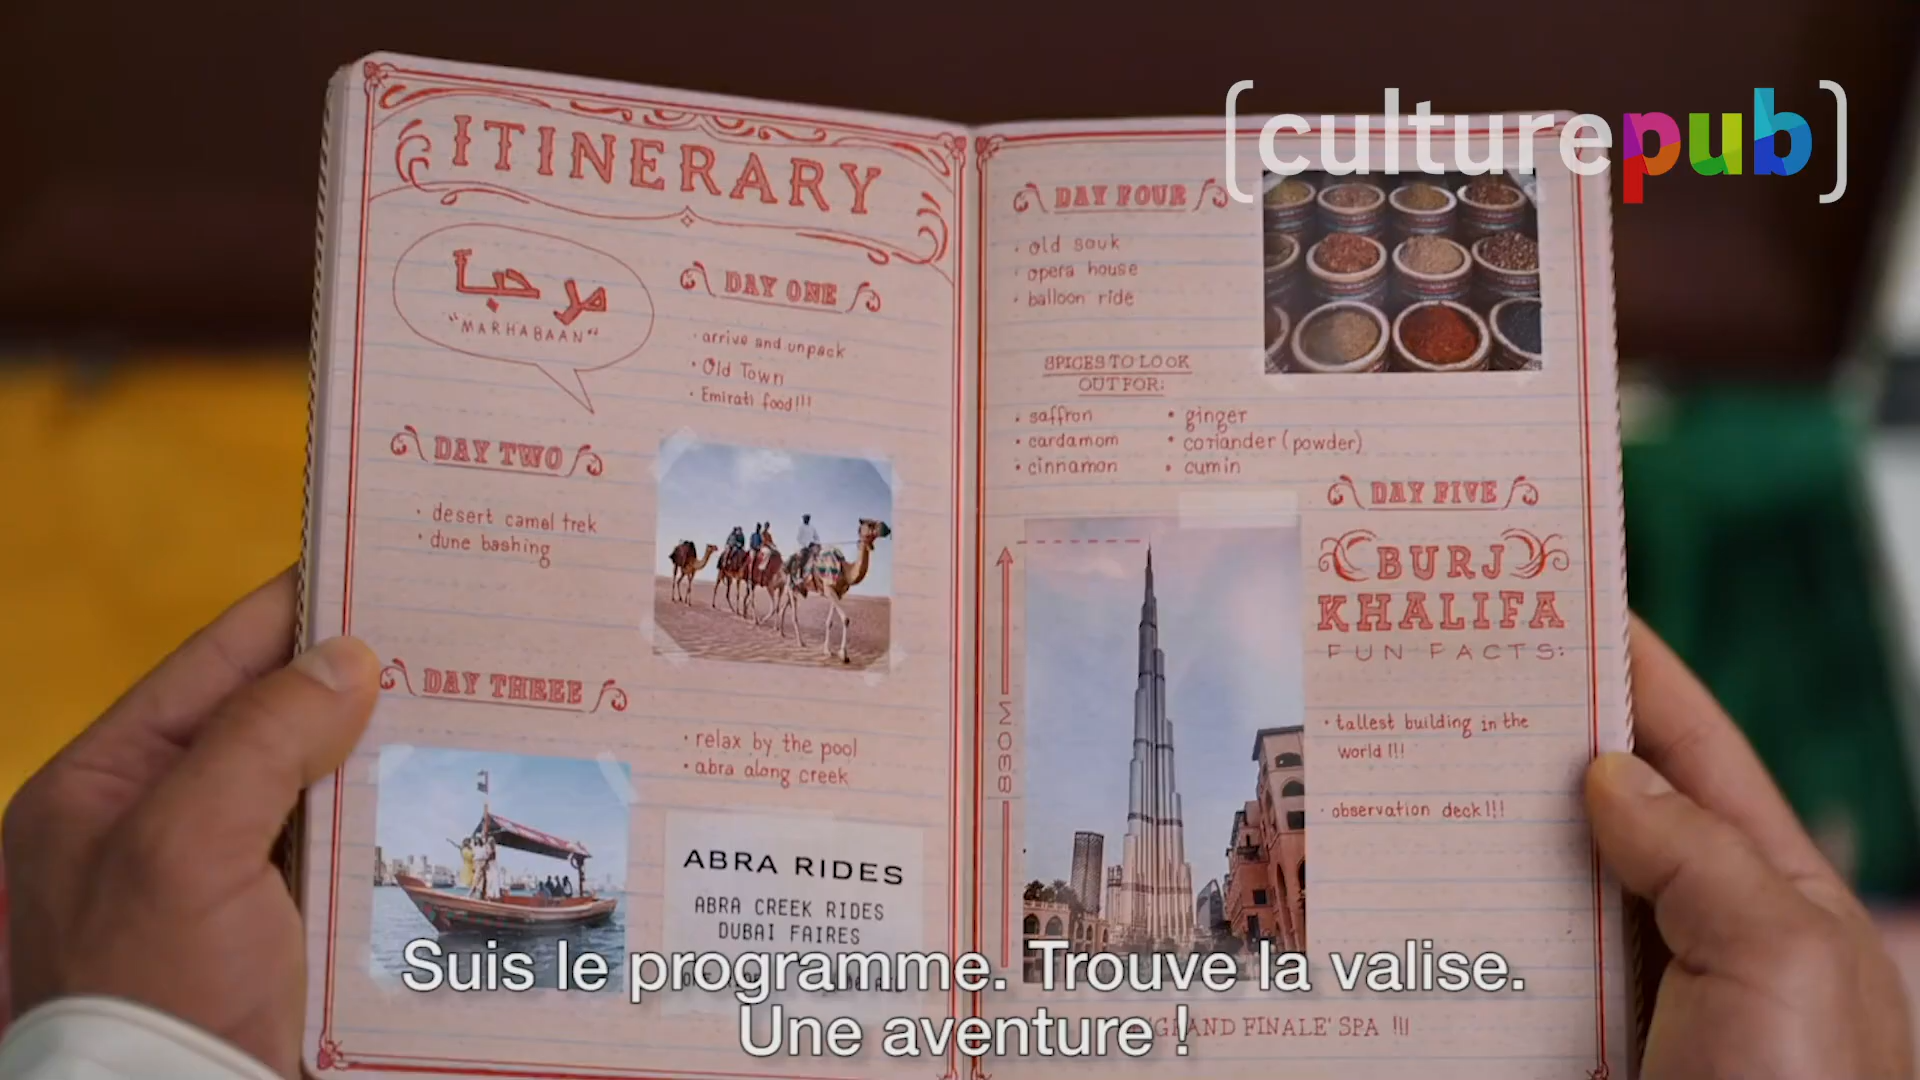 ITINERARY
مرحباً
"MARHABAAN"
DAY ONE
• arrive and unpack
• Old Town
• Emirati food!!!
DAY TWO
• desert camel trek
• dune bashing
DAY THREE
• relax by the pool
• abra along creek
ABRA RIDES
ABRA CREEK RIDES
DUBAI FAIRES
DAY FOUR
• old souk
• opera house
• balloon ride
SPICES TO LOOK
OUT FOR:
• saffron
• cardamom
• cinnamon
• ginger
• coriander (powder)
• cumin
DAY FIVE
BURJ
KHALIFA
FUN FACTS:
• tallest building in the
world !!!
• observation deck!!!
830M
'GRAND FINALE' SPA !!!
[culturepub]
Suis le programme. Trouve la valise.
Une aventure !